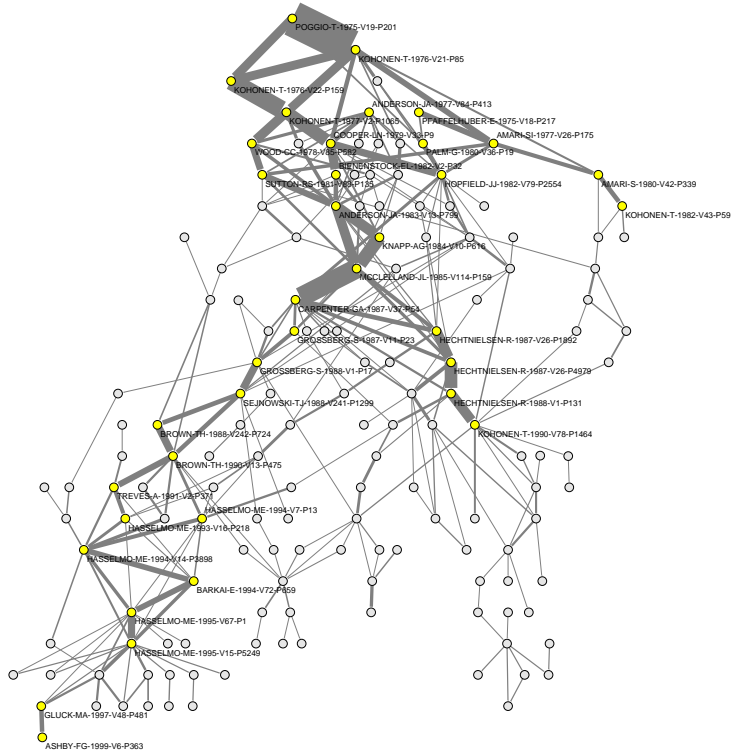 POGGIO-T-1975-V19-P201
KOHONEN-T-1976-V21-P85
KOHONEN-T-1976-V22-P159
ANDERSON-JA-1977-V84-P413
KOHONEN-T-1977-V2-P1065
PFAFFELHUBER-E-1975-V18-P217
COOPER-LN-1979-V33-P9
AMARI-SI-1977-V26-P175
WOOD-CC-1978-V85-P582
PALM-G-1980-V36-P19
BIENENSTOCK-EL-1982-V2-P32
SUTTON-RS-1981-V88-P135
HOPFIELD-JJ-1982-V79-P2554
AMARI-S-1980-V42-P339
ANDERSON-JA-1983-V13-P799
KOHONEN-T-1982-V43-P59
KNAPP-AG-1984-V10-P616
MCCLELLAND-JL-1985-V114-P159
CARPENTER-GA-1987-V37-P54
GROSSBERG-S-1987-V11-P23
HECHTNIELSEN-R-1987-V26-P1892
GROSSBERG-S-1988-V1-P17
HECHTNIELSEN-R-1987-V26-P4979
SEJNOWSKI-TJ-1988-V241-P1299
HECHTNIELSEN-R-1988-V1-P131
BROWN-TH-1988-V242-P724
KOHONEN-T-1990-V78-P1464
BROWN-TH-1990-V13-P475
TREVES-A-1991-V2-P371
HASSELMO-ME-1994-V7-P13
HASSELMO-ME-1993-V16-P218
HASSELMO-ME-1994-V14-P3898
BARKAI-E-1994-V72-P659
HASSELMO-ME-1995-V67-P1
HASSELMO-ME-1995-V15-P5249
GLUCK-MA-1997-V48-P481
ASHBY-FG-1999-V6-P363